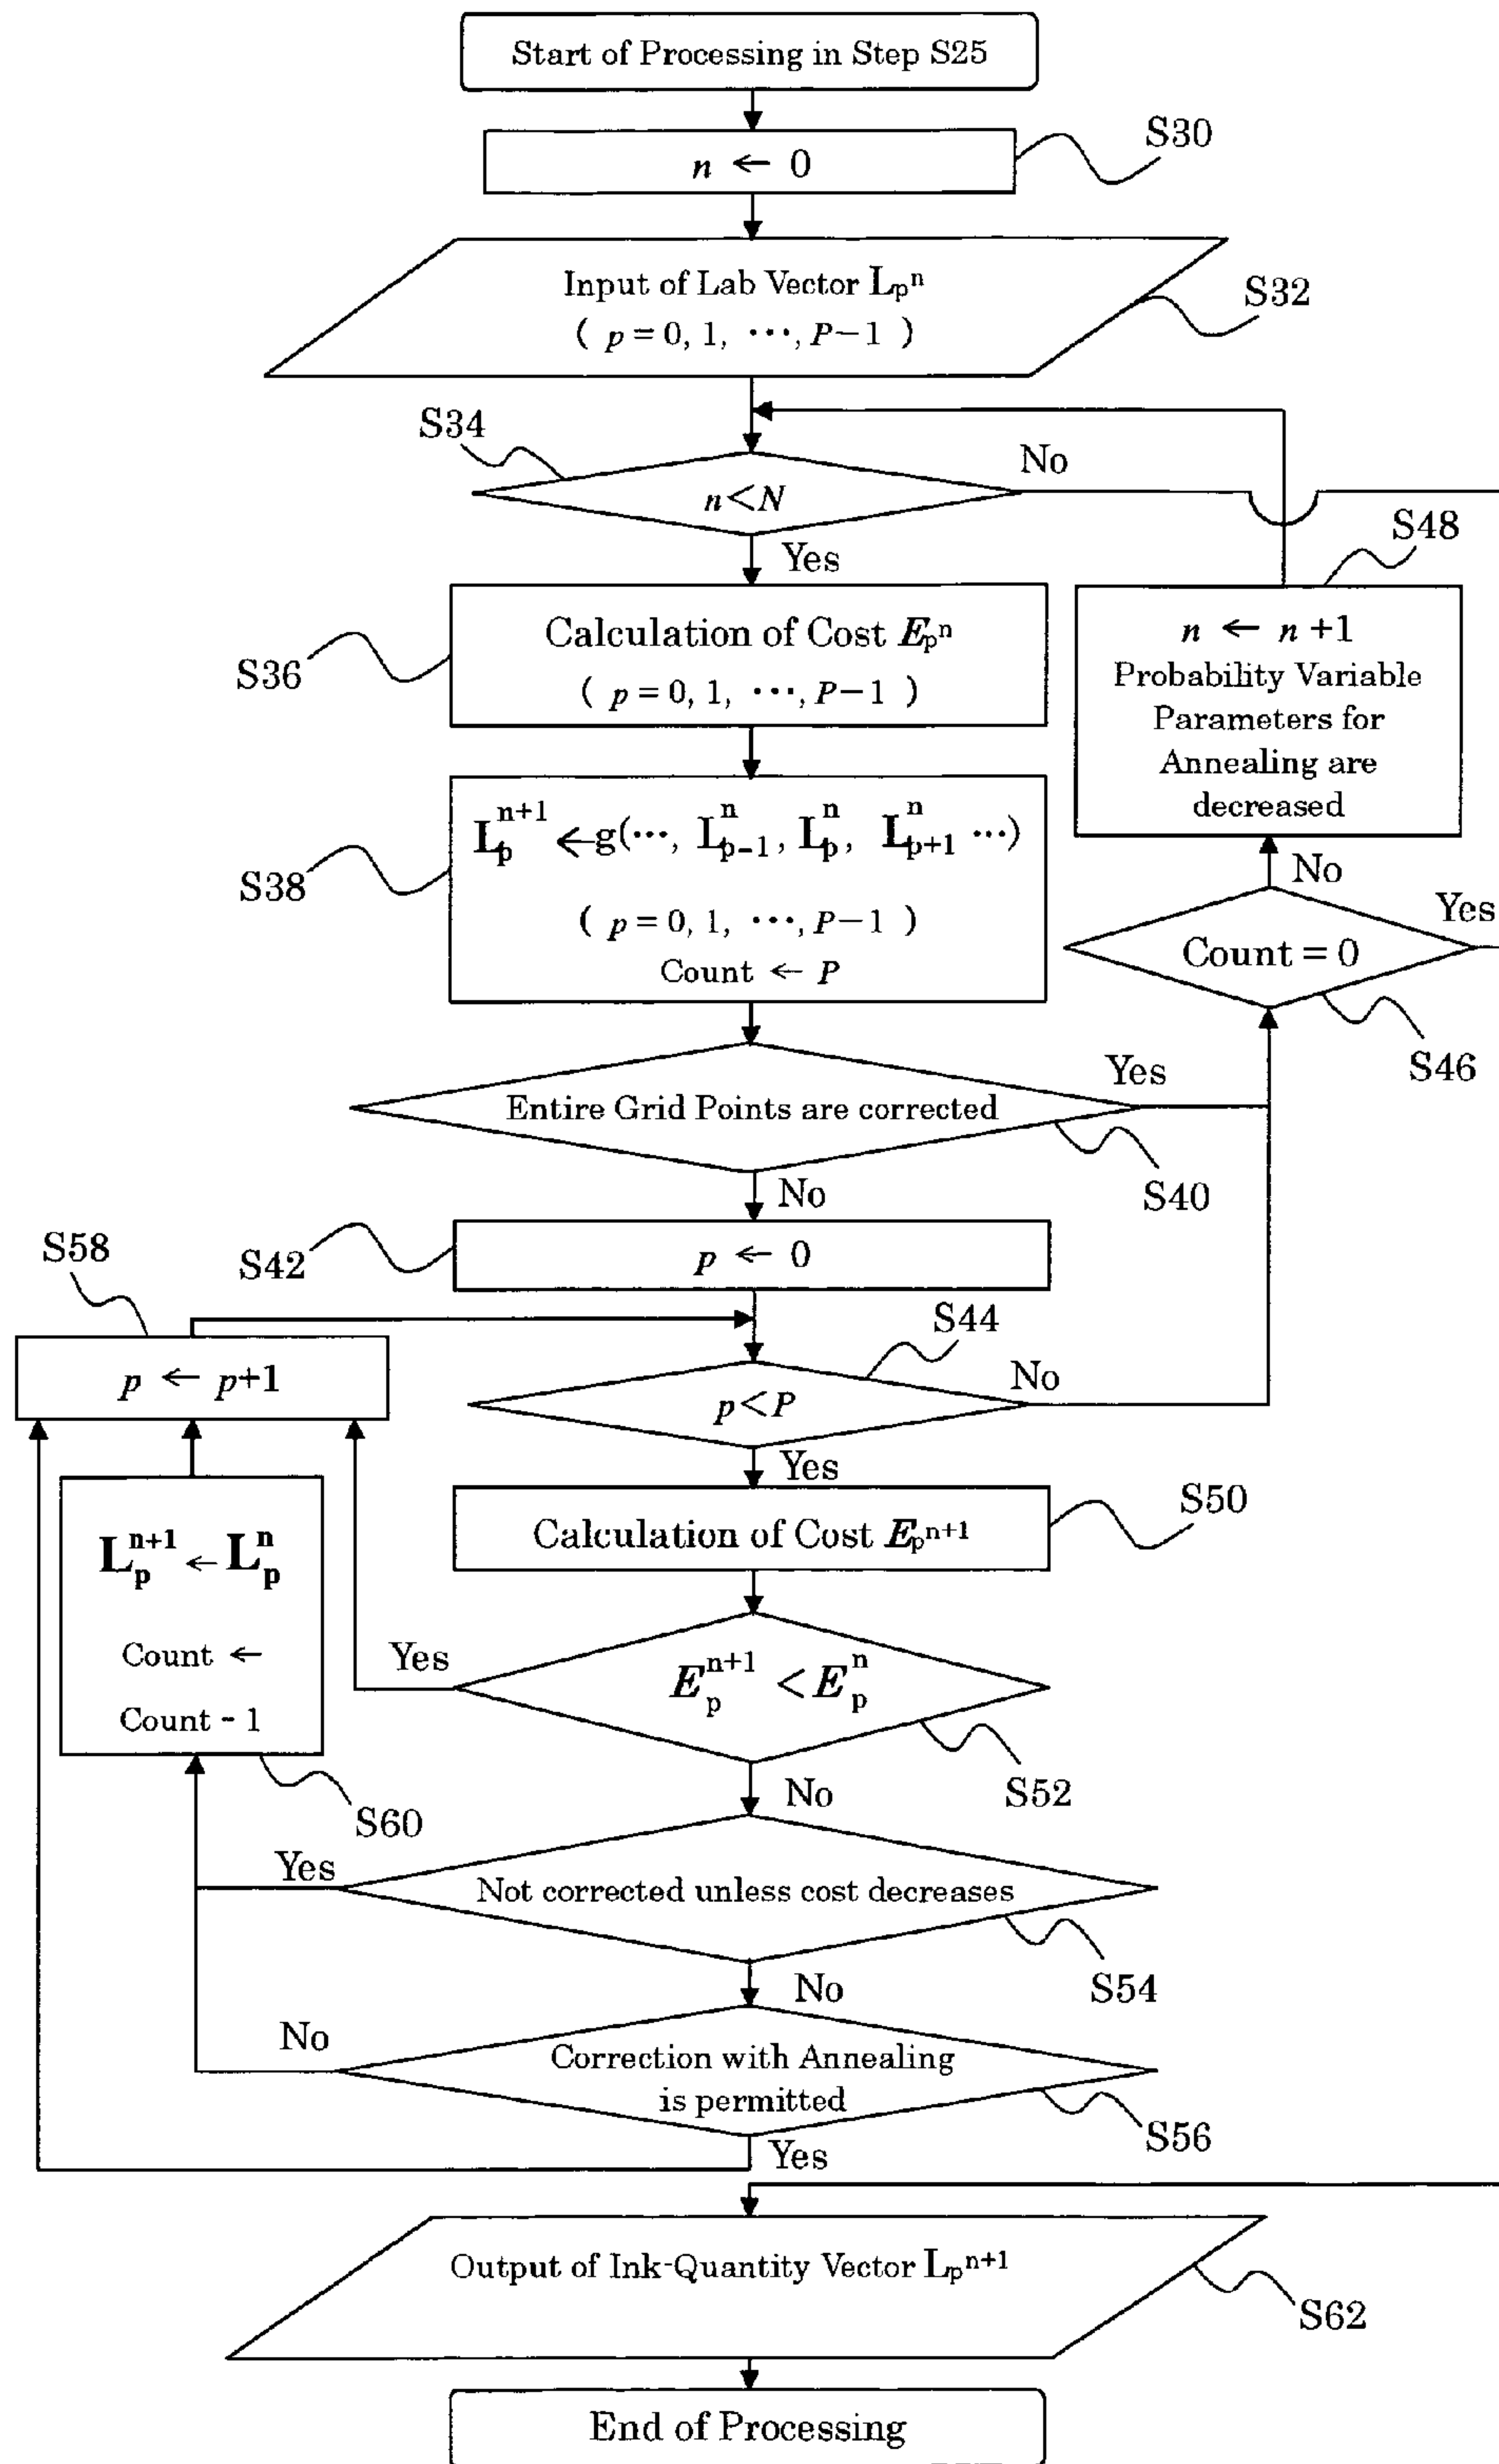 Start of Processing in Step S25
S30
n ← 0
Input of Lab Vector Lpⁿ
( p = 0, 1, ···, P−1 )
S32
S34
n<N
No
Yes
S48
n ← n +1
Probability Variable
Parameters for
Annealing are
decreased
S36
Calculation of Cost Epⁿ
( p = 0, 1, ···, P−1 )
S38
Lpⁿ⁺¹ ←g(···, Lp−1ⁿ, Lpⁿ, Lp+1ⁿ ···)
( p = 0, 1, ···, P−1 )
Count ← P
No
Yes
Count = 0
S46
Entire Grid Points are corrected
Yes
S40
No
S42
p ← 0
S58
p ← p+1
S44
p<P
No
Yes
S50
Calculation of Cost Epⁿ⁺¹
Lpⁿ⁺¹ ← Lpⁿ
Count ←
Count - 1
S60
Yes
Epⁿ⁺¹ < Epⁿ
S52
No
Yes
Not corrected unless cost decreases
S54
No
No
Correction with Annealing
is permitted
S56
Yes
Output of Ink-Quantity Vector Lpⁿ⁺¹
S62
End of Processing